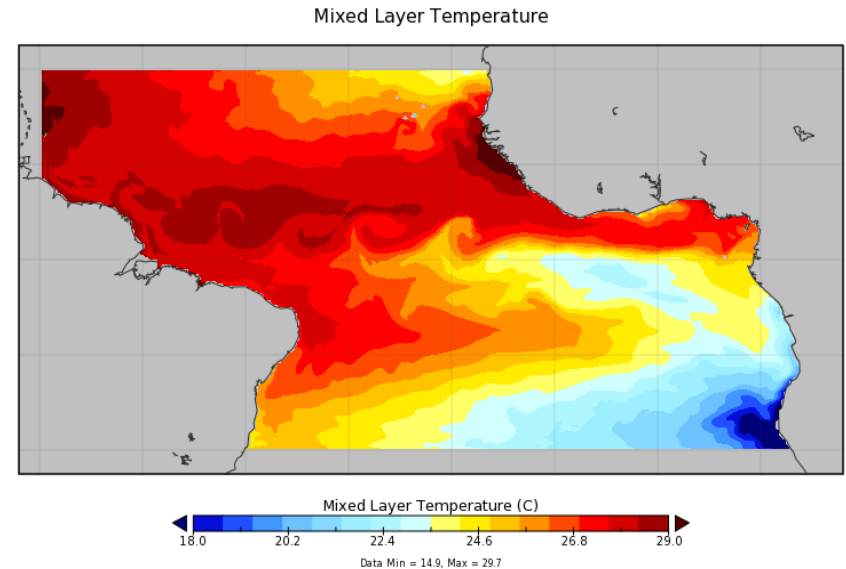 Mixed Layer Temperature
Mixed Layer Temperature (C)
18.0 20.2 22.4 24.6 26.8 29.0
Data Min = 14.9, Max = 29.7